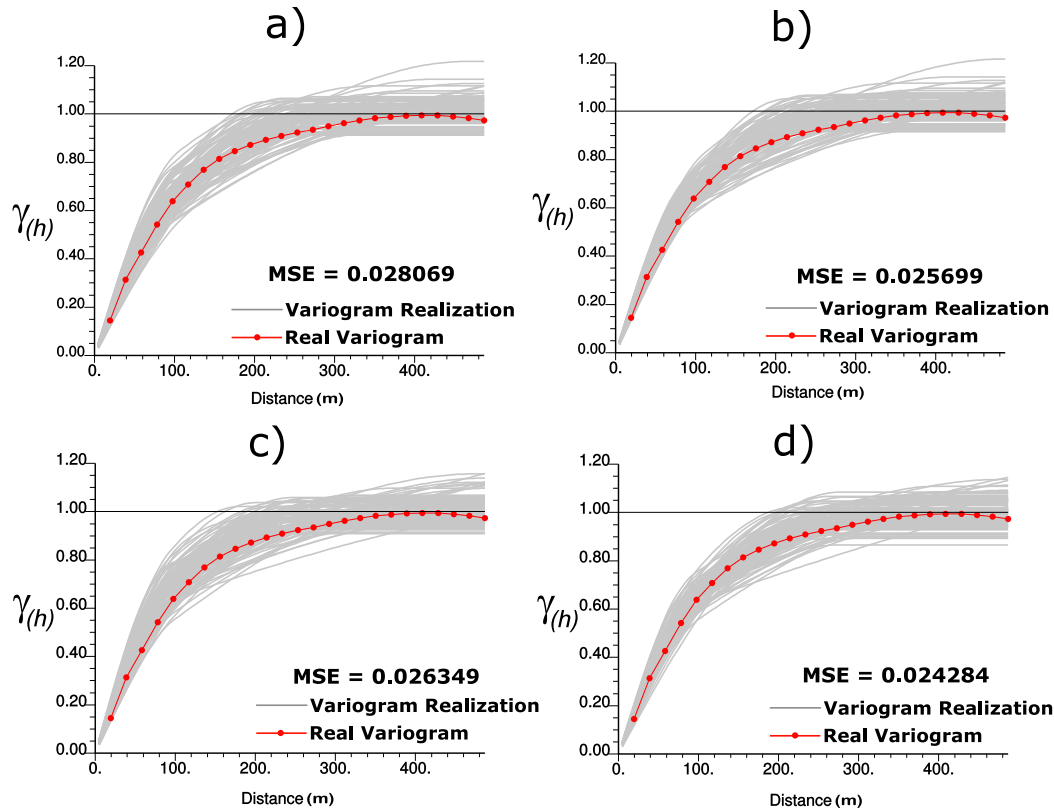 a)
1.20
1.00
0.80
0.60
0.40
0.20
0.00
γ(h)
MSE = 0.028069
Variogram Realization
Real Variogram
0. 100. 200. 300. 400.
Distance (m)
b)
1.20
1.00
0.80
0.60
0.40
0.20
0.00
γ(h)
MSE = 0.025699
Variogram Realization
Real Variogram
0. 100. 200. 300. 400.
Distance (m)
c)
1.20
1.00
0.80
0.60
0.40
0.20
0.00
γ(h)
MSE = 0.026349
Variogram Realization
Real Variogram
0. 100. 200. 300. 400.
Distance (m)
d)
1.20
1.00
0.80
0.60
0.40
0.20
0.00
γ(h)
MSE = 0.024284
Variogram Realization
Real Variogram
0. 100. 200. 300. 400.
Distance (m)